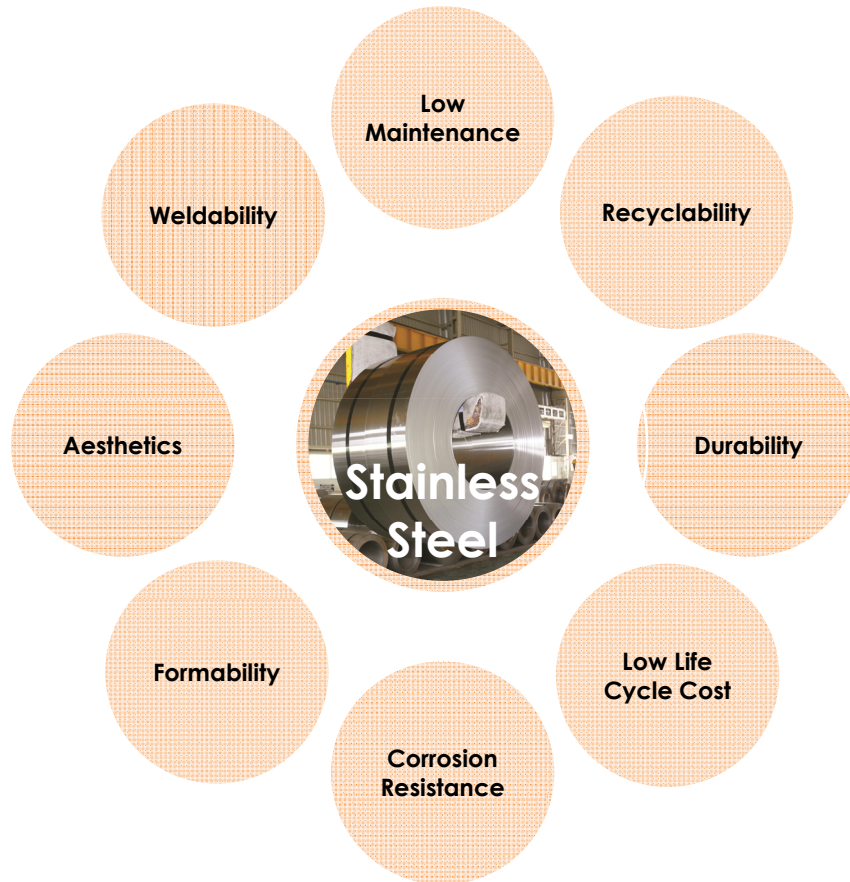 Low
Maintenance
Weldability
Recyclability
Stainless
Steel
Aesthetics
Durability
Formability
Low Life
Cycle Cost
Corrosion
Resistance